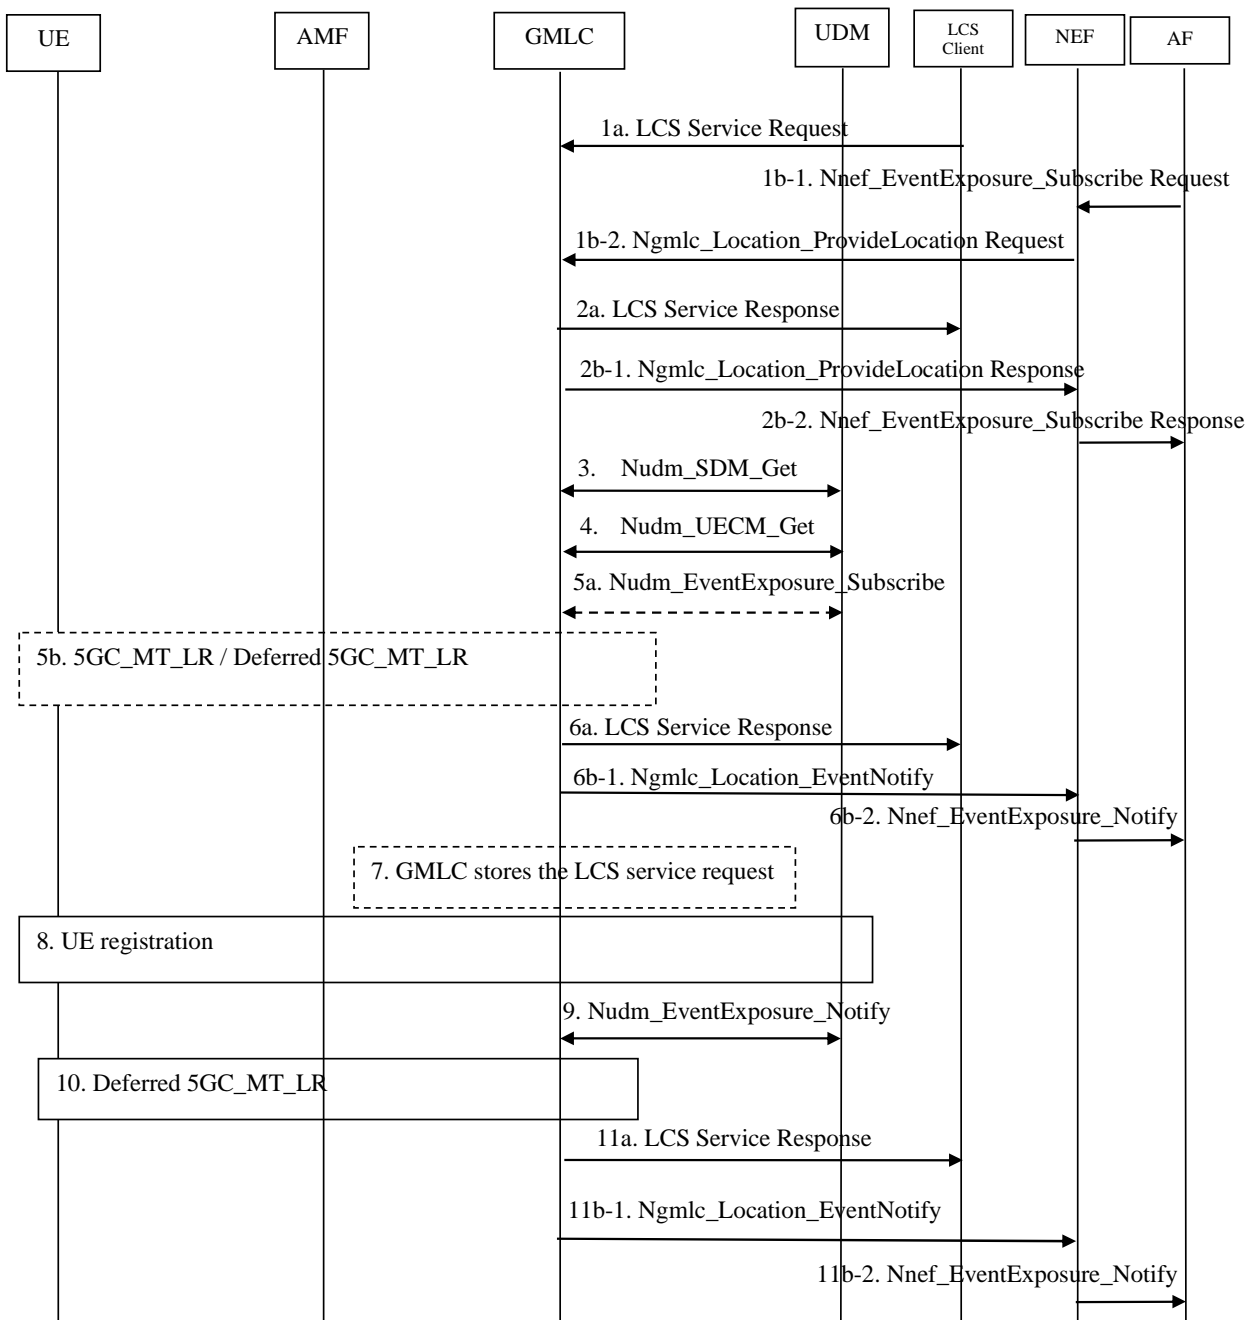 UE
AMF
GMLC
UDM
LCS
Client
NEF
AF
1a. LCS Service Request
1b-1. Nnef_EventExposure_Subscribe Request
1b-2. Ngmlc_Location_ProvideLocation Request
2a. LCS Service Response
2b-1. Ngmlc_Location_ProvideLocation Response
2b-2. Nnef_EventExposure_Subscribe Response
3. Nudm_SDM_Get
4. Nudm_UECM_Get
5a. Nudm_EventExposure_Subscribe
5b. 5GC_MT_LR / Deferred 5GC_MT_LR
6a. LCS Service Response
6b-1. Ngmlc_Location_EventNotify
6b-2. Nnef_EventExposure_Notify
7. GMLC stores the LCS service request
8. UE registration
9. Nudm_EventExposure_Notify
10. Deferred 5GC_MT_LR
11a. LCS Service Response
11b-1. Ngmlc_Location_EventNotify
11b-2. Nnef_EventExposure_Notify